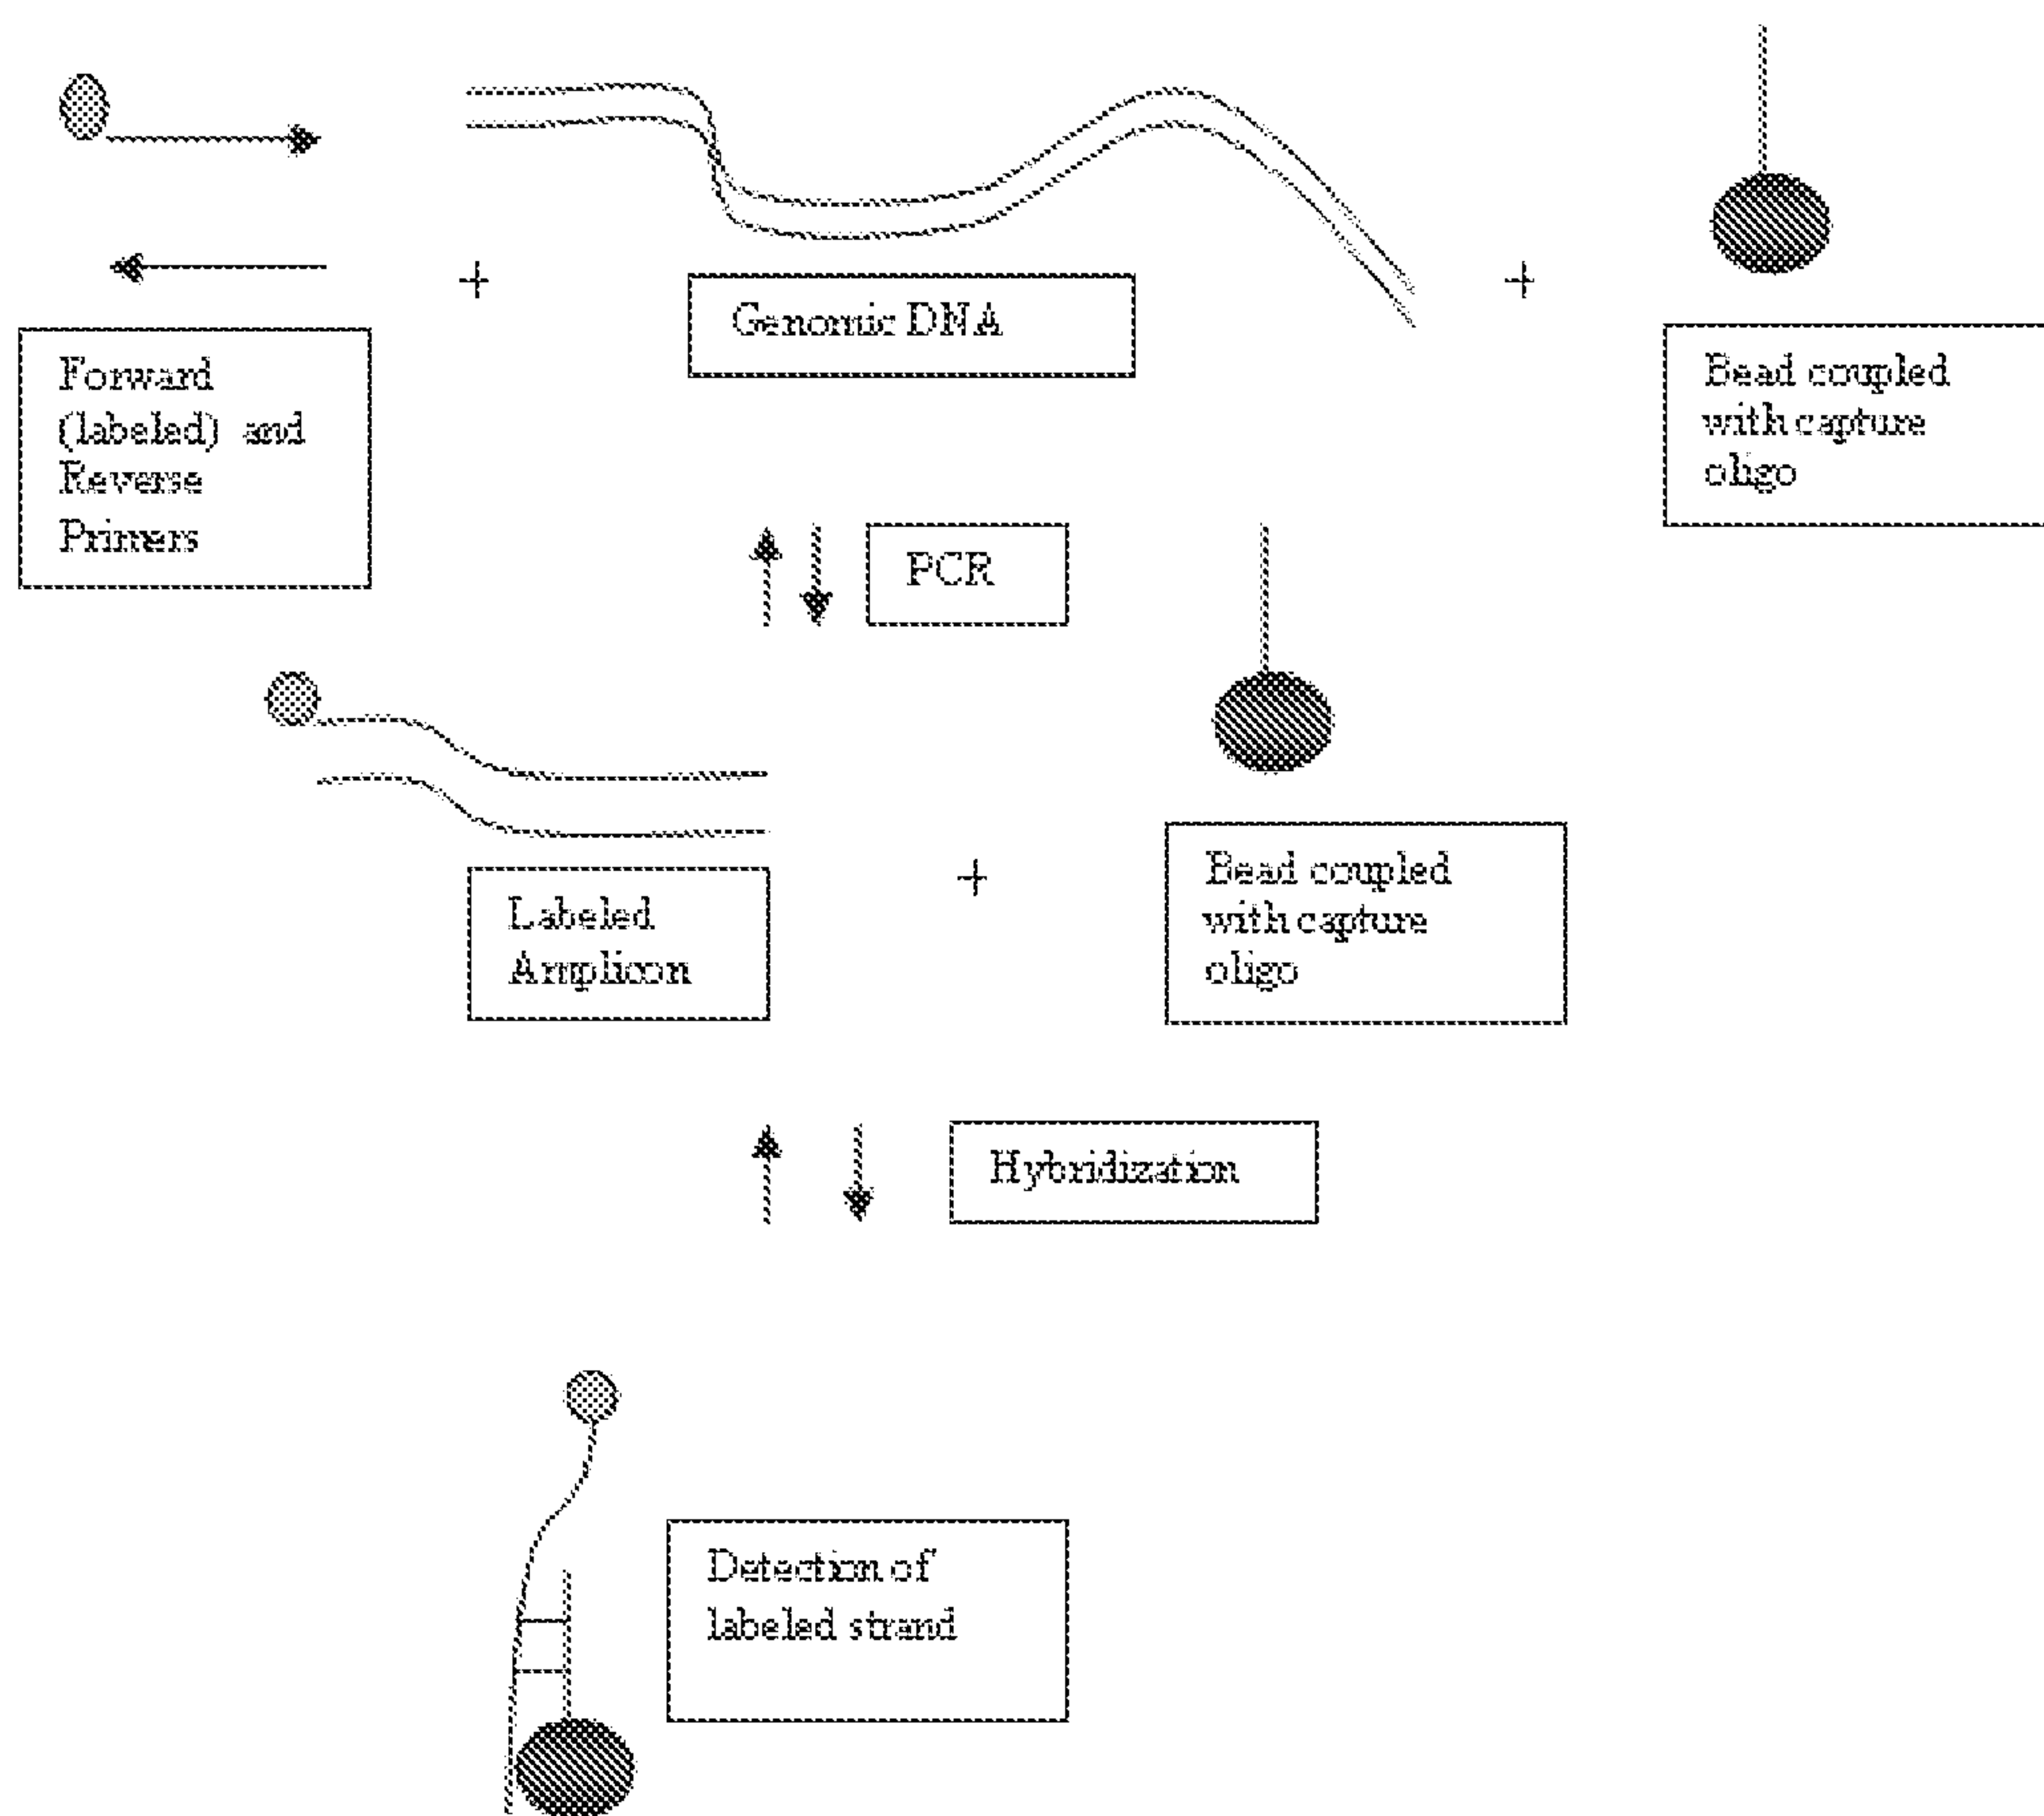 +
Genomic DNA
+
Forward
(labeled) and
Reverse
Primers
Bead coupled
with capture
oligo
PCR
Labeled
Amplicon
+
Bead coupled
with capture
oligo
Hybridization
Detection of
labeled strand